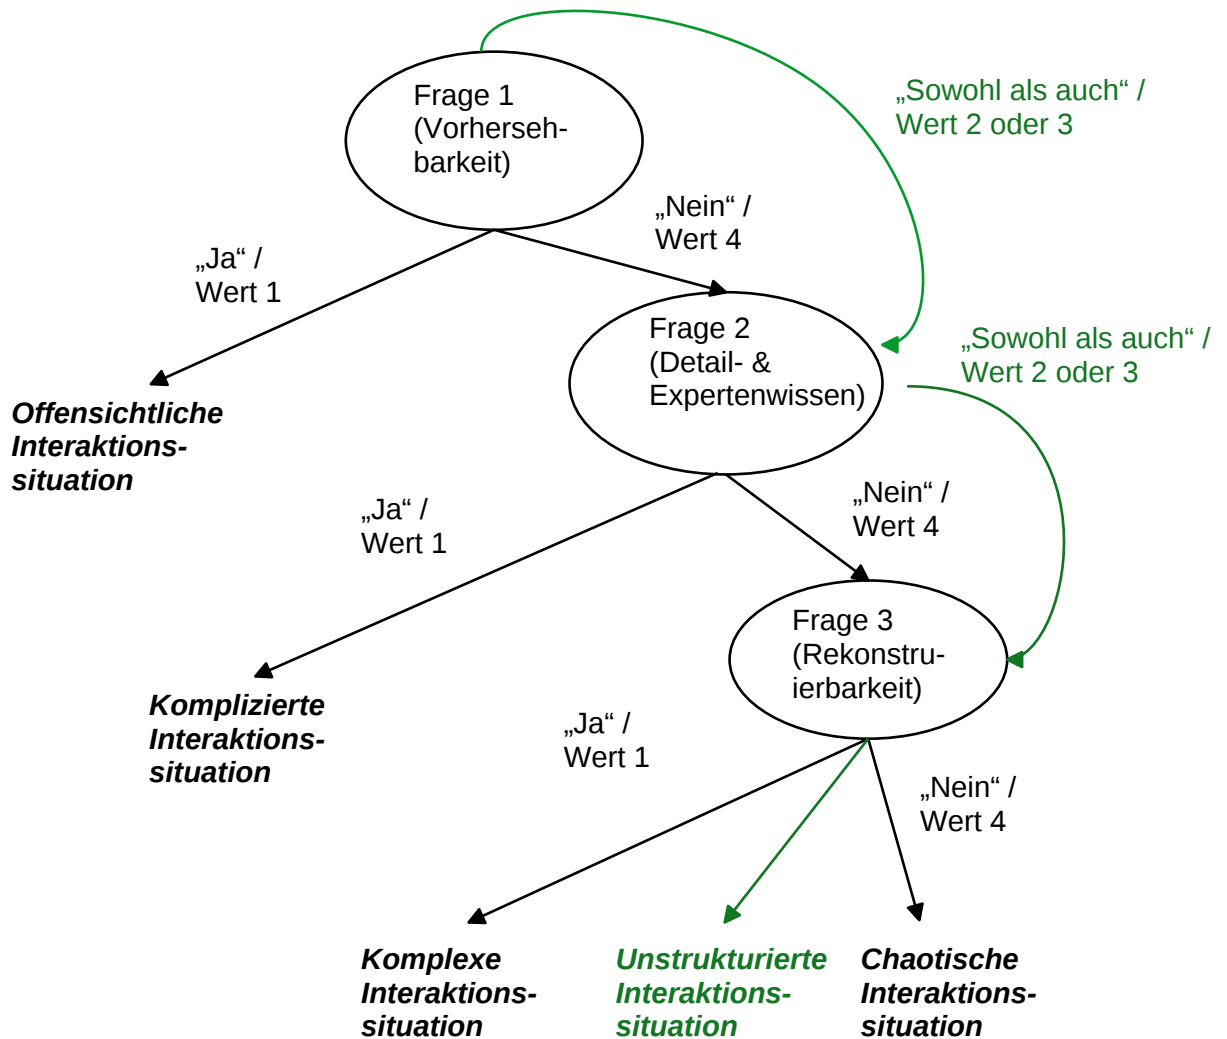 Frage 1
(Vorherseh-
barkeit)
„Sowohl als auch“ /
Wert 2 oder 3
„Nein“ /
Wert 4
„Ja“ /
Wert 1
Frage 2
(Detail- &
Expertenwissen)
„Sowohl als auch“ /
Wert 2 oder 3
Offensichtliche
Interaktions-
situation
„Ja“ /
Wert 1
„Nein“ /
Wert 4
Frage 3
(Rekonstru-
ierbarkeit)
Komplizierte
Interaktions-
situation
„Ja“ /
Wert 1
„Nein“ /
Wert 4
Komplexe
Interaktions-
situation
Unstrukturierte
Interaktions-
situation
Chaotische
Interaktions-
situation